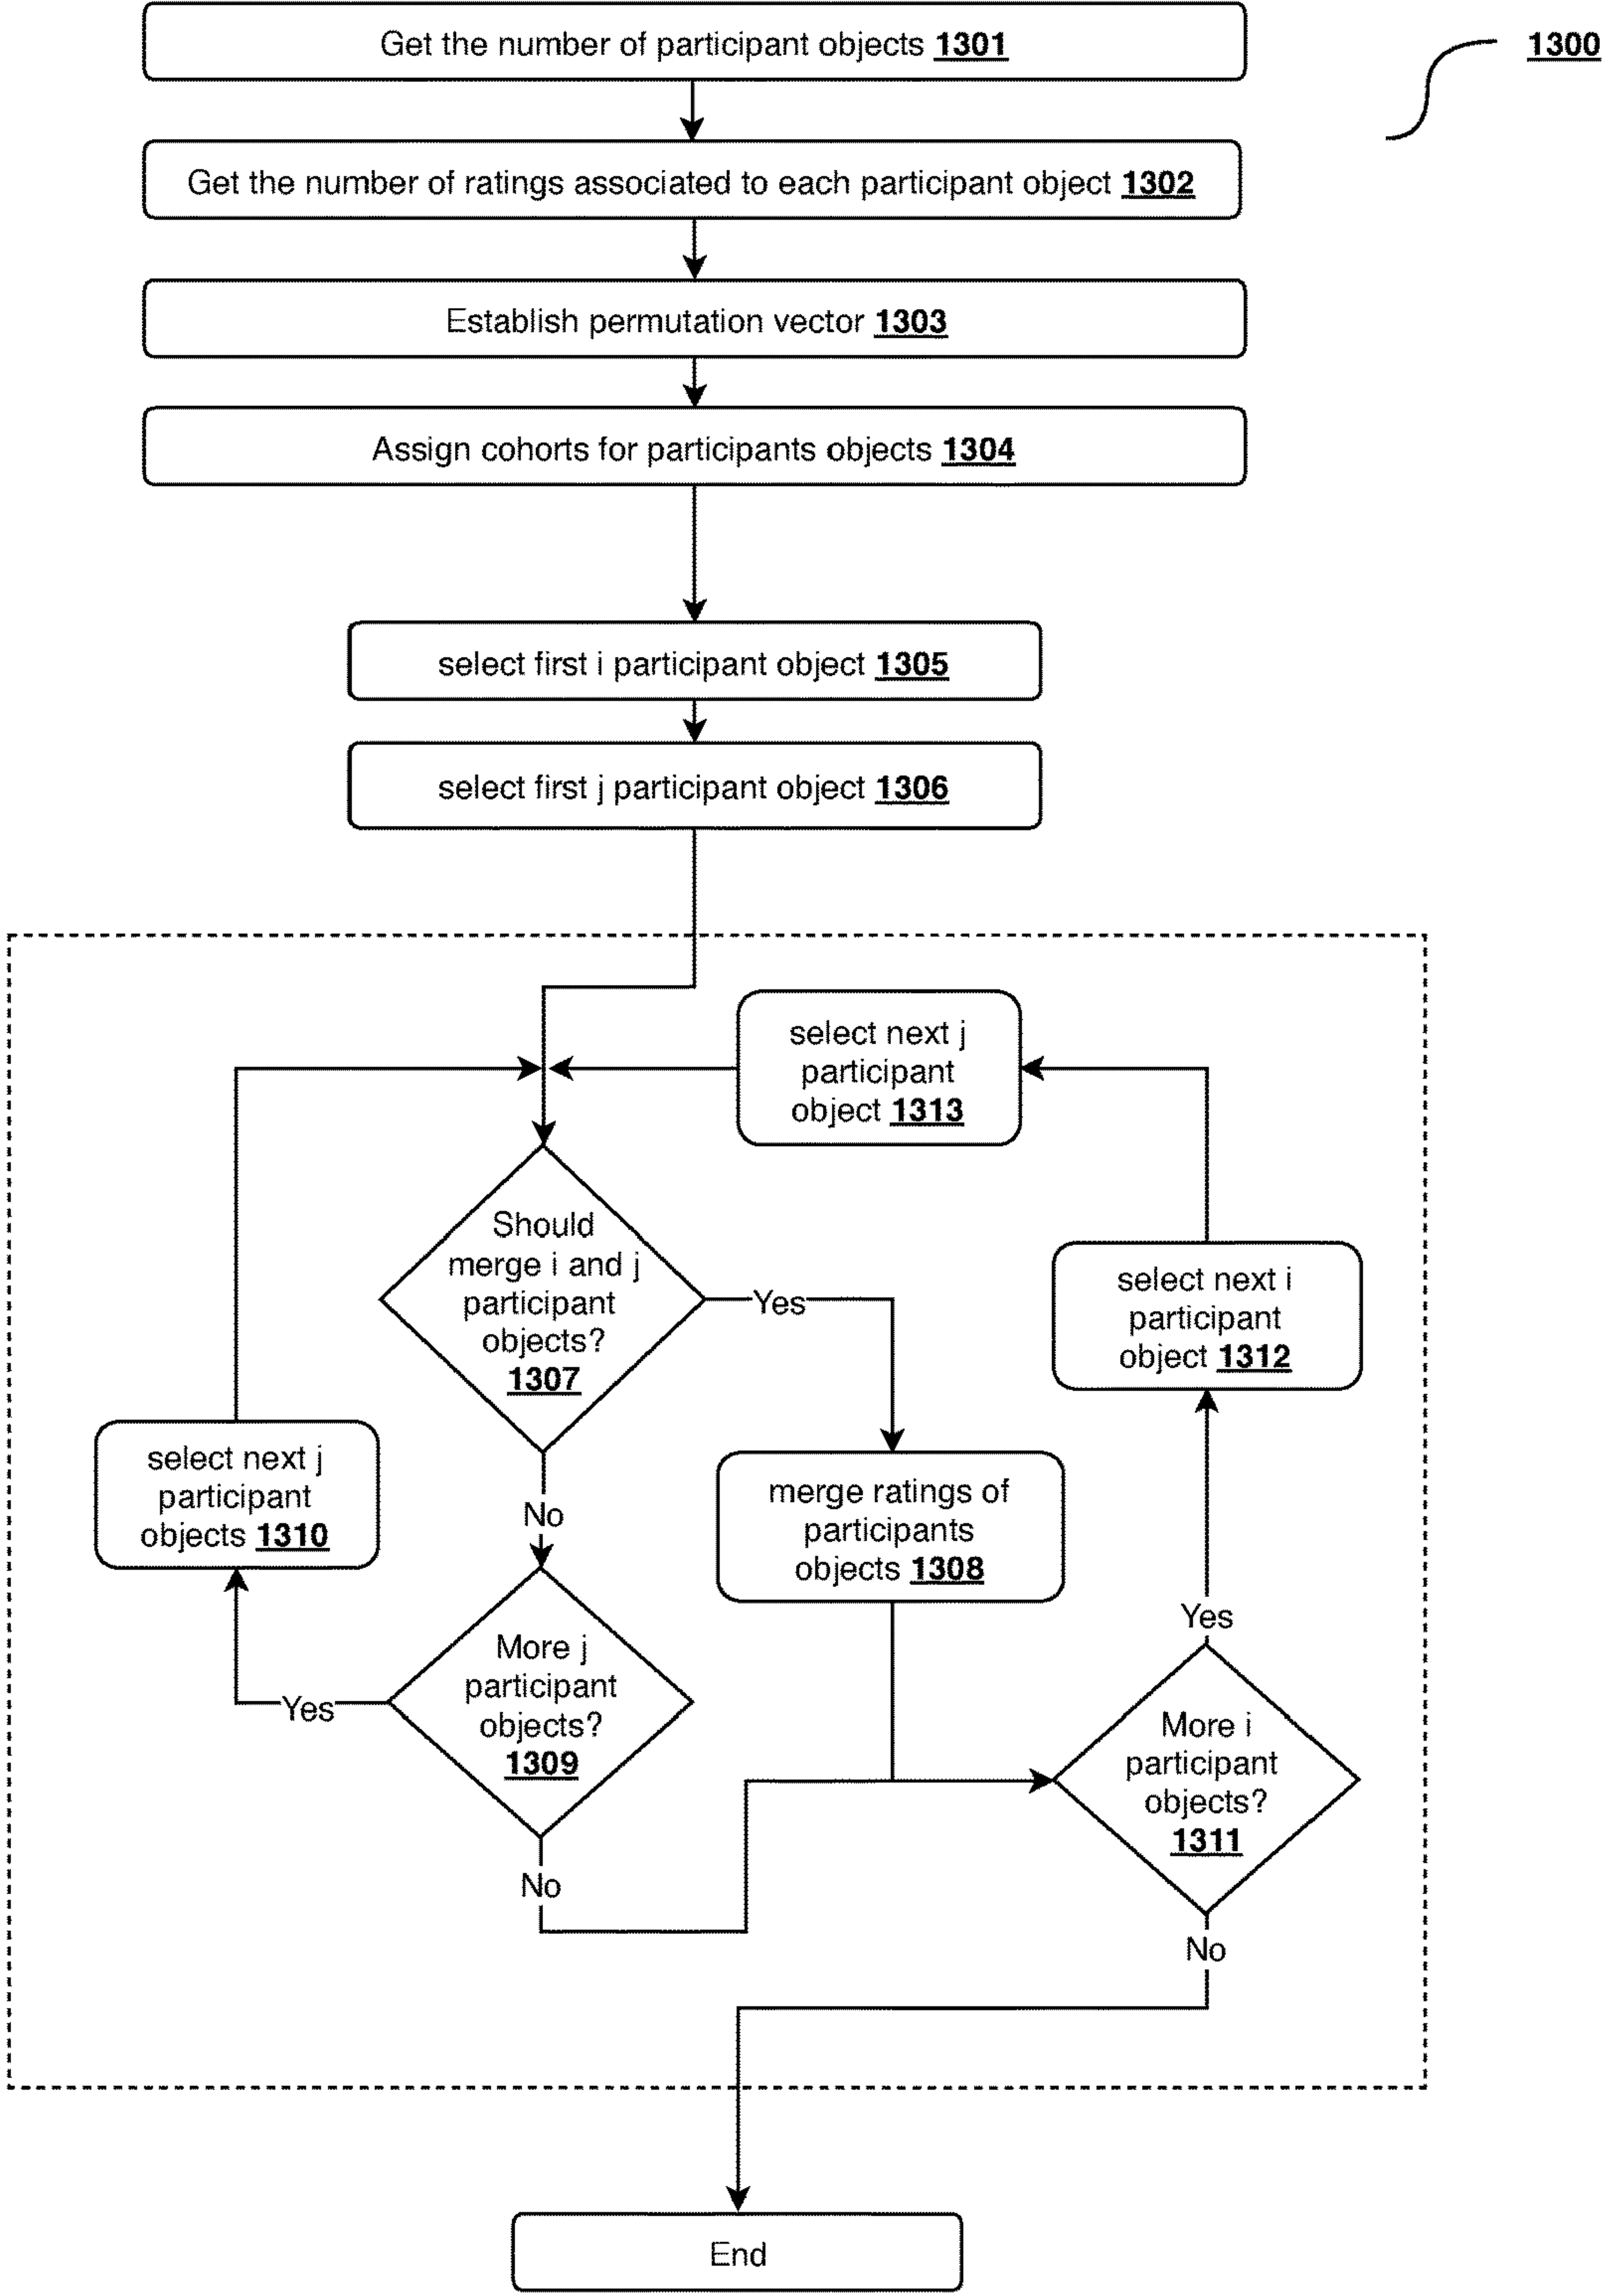 Get the number of participant objects 1301
1300
Get the number of ratings associated to each participant object 1302
Establish permutation vector 1303
Assign cohorts for participants objects 1304
select first i participant object 1305
select first j participant object 1306
select next j
participant
object 1313
Should
merge i and j
participant
objects?
1307
Yes
select next i
participant
object 1312
select next j
participant
objects 1310
No
merge ratings of
participants
objects 1308
Yes
More j
participant
objects?
1309
Yes
More i
participant
objects?
1311
No
No
End